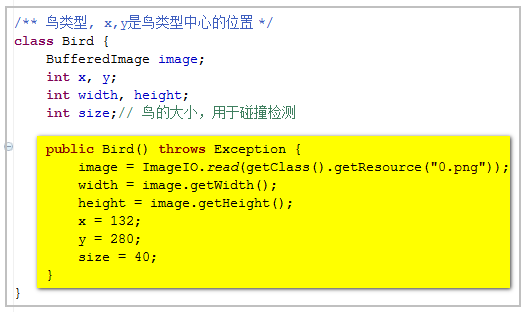 /** 鸟类型, x,y是鸟类型中心的位置 */
class Bird {
    BufferedImage image;
    int x, y;
    int width, height;
    int size;// 鸟的大小，用于碰撞检测
    public Bird() throws Exception {
        image = ImageIO.read(getClass().getResource("0.png"));
        width = image.getWidth();
        height = image.getHeight();
        x = 132;
        y = 280;
        size = 40;
    }
}